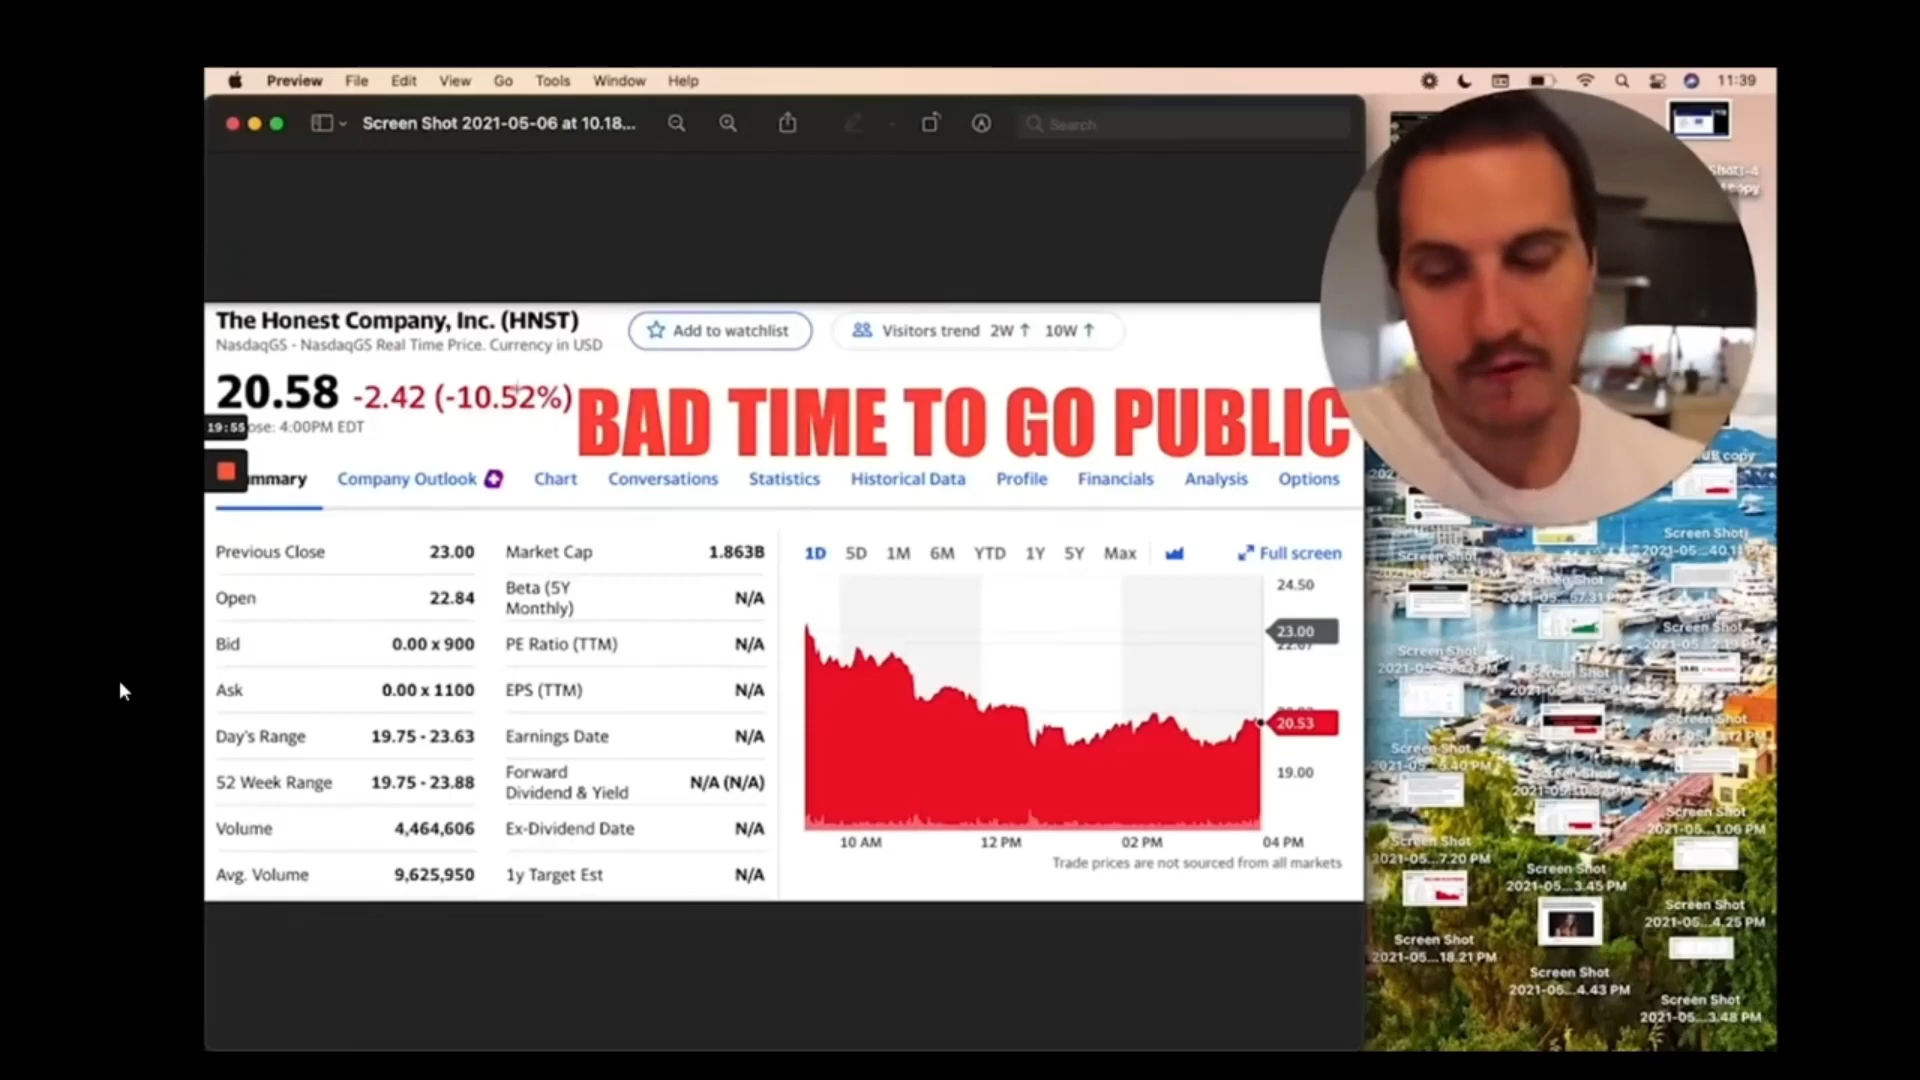 Preview File Edit View Go Tools Window Help
11:39
Screen Shot 2021-05-06 at 10.18...
Search
The Honest Company, Inc. (HNST)
NasdaqGS - NasdaqGS Real Time Price. Currency in USD
Add to watchlist
Visitors trend 2W ↑ 10W ↑
20.58 -2.42 (-10.52%)
BAD TIME TO GO PUBLIC
19:55
ose: 4:00PM EDT
mmary Company Outlook Chart Conversations Statistics Historical Data Profile Financials Analysis Options
Previous Close 23.00
Open 22.84
Bid 0.00 x 900
Ask 0.00 x 1100
Day's Range 19.75 - 23.63
52 Week Range 19.75 - 23.88
Volume 4,464,606
Avg. Volume 9,625,950
Market Cap 1.863B
Beta (5Y
Monthly) N/A
PE Ratio (TTM) N/A
EPS (TTM) N/A
Earnings Date N/A
Forward
Dividend & Yield N/A (N/A)
Ex-Dividend Date N/A
1y Target Est N/A
1D 5D 1M 6M YTD 1Y 5Y Max Full screen
24.50
23.00
20.53
19.00
10 AM 12 PM 02 PM 04 PM
Trade prices are not sourced from all markets
copy
Screen Shot
2021-05...7.20 PM
Screen Shot
2021-05...18.21 PM
Screen Shot
2021-05...3.45 PM
Screen Shot
2021-05...4.43 PM
Screen Shot
2021-05...1.06 PM
Screen Shot
2021-05...4.25 PM
Screen Shot
2021-05...3.48 PM